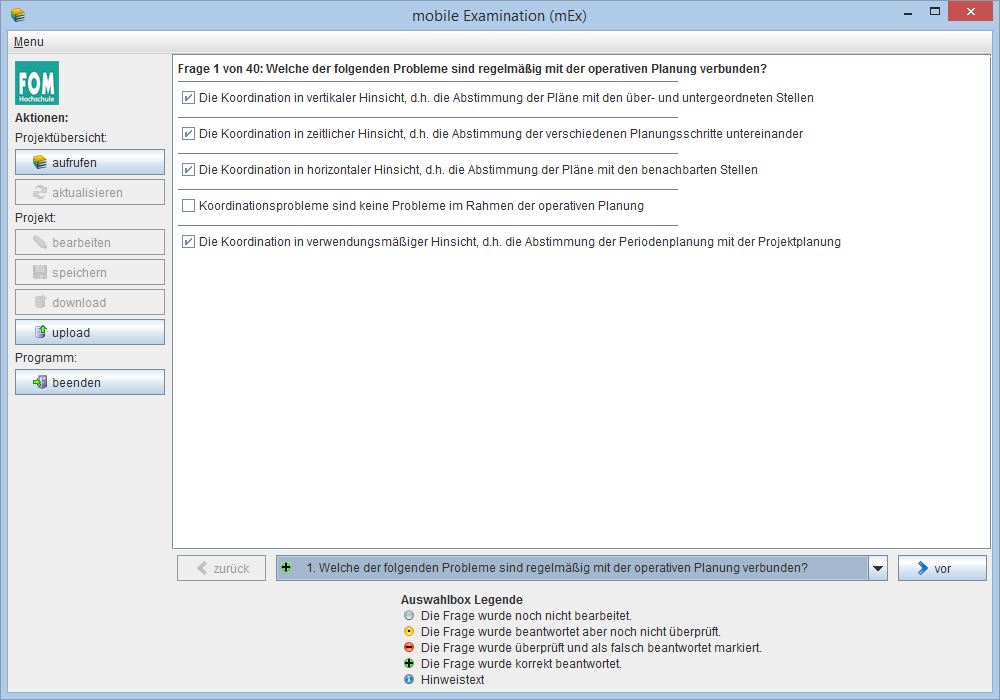 mobile Examination (mEx)
Menu
FOM
Hochschule
Aktionen:
Projektübersicht:
aufrufen
aktualisieren
Projekt:
bearbeiten
speichern
download
upload
Programm:
beenden
Frage 1 von 40: Welche der folgenden Probleme sind regelmäßig mit der operativen Planung verbunden?
Die Koordination in vertikaler Hinsicht, d.h. die Abstimmung der Pläne mit den über- und untergeordneten Stellen
Die Koordination in zeitlicher Hinsicht, d.h. die Abstimmung der verschiedenen Planungsschritte untereinander
Die Koordination in horizontaler Hinsicht, d.h. die Abstimmung der Pläne mit den benachbarten Stellen
Koordinationsprobleme sind keine Probleme im Rahmen der operativen Planung
Die Koordination in verwendungsmäßiger Hinsicht, d.h. die Abstimmung der Periodenplanung mit der Projektplanung
zurück
1. Welche der folgenden Probleme sind regelmäßig mit der operativen Planung verbunden?
vor
Auswahlbox Legende
Die Frage wurde noch nicht bearbeitet.
Die Frage wurde beantwortet aber noch nicht überprüft.
Die Frage wurde überprüft und als falsch beantwortet markiert.
Die Frage wurde korrekt beantwortet.
Hinweistext